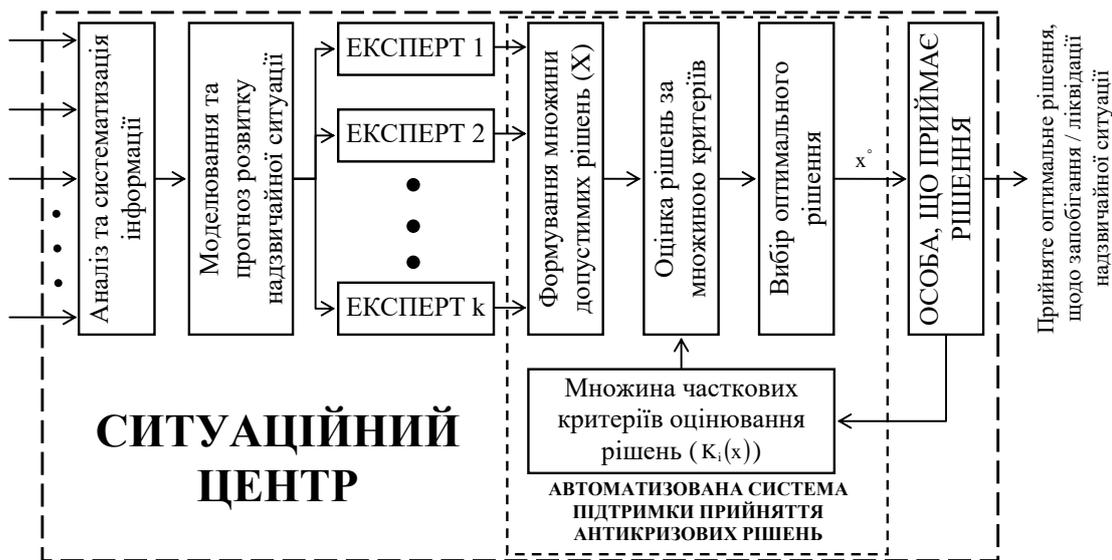 Аналіз та систематизація
інформації
Моделювання та
прогноз розвитку
надзвичайної ситуації
ЕКСПЕРТ 1
ЕКСПЕРТ 2
ЕКСПЕРТ k
Формування множини
допустимих рішень (X)
Оцінка рішень за
множиною критеріїв
Вибір оптимального
рішення
x°
ОСОБА, ЩО ПРИЙМАЄ
РІШЕННЯ
Прийняте оптимальне рішення,
щодо запобігання / ліквідації
надзвичайної ситуації
Множина часткових
критеріїв оцінювання
рішень (K_i(x))
СИТУАЦІЙНИЙ
ЦЕНТР
АВТОМАТИЗОВАНА СИСТЕМА
ПІДТРИМКИ ПРИЙНЯТТЯ
АНТИКРИЗОВИХ РІШЕНЬ